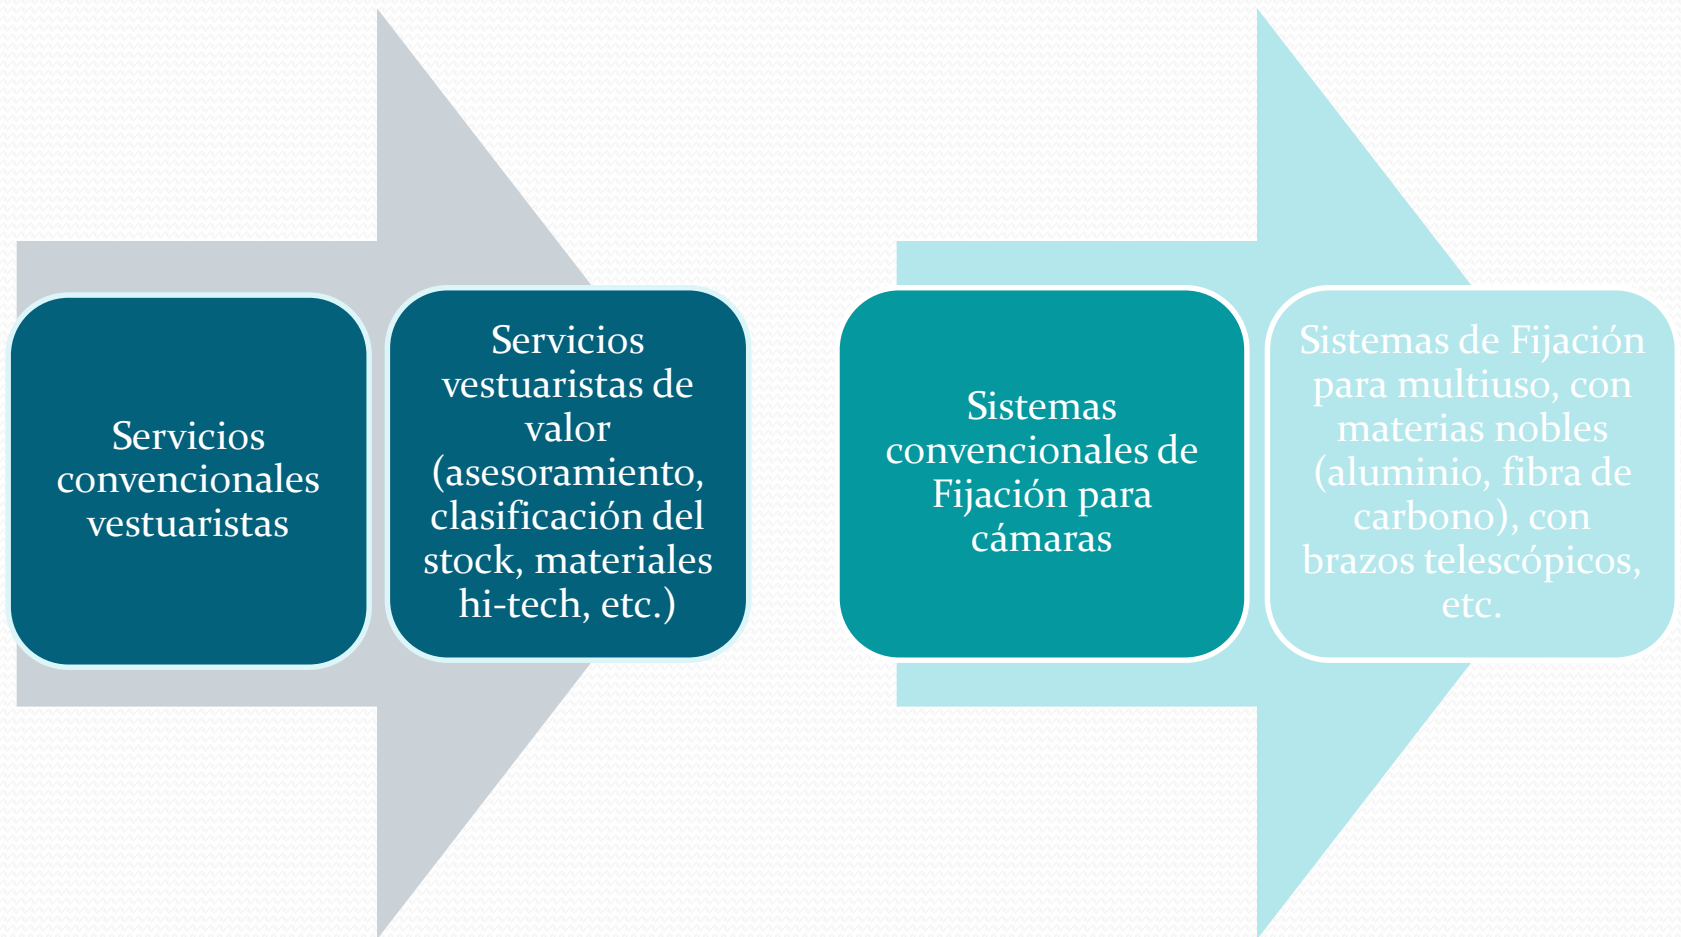 Servicios
convencionales
vestuaristas
Servicios
vestuaristas de
valor
(asesoramiento,
clasificación del
stock, materiales
hi-tech, etc.)
Sistemas
convencionales de
Fijación para
cámaras
Sistemas de Fijación
para multiuso, con
materias nobles
(aluminio, fibra de
carbono), con
brazos telescópicos,
etc.